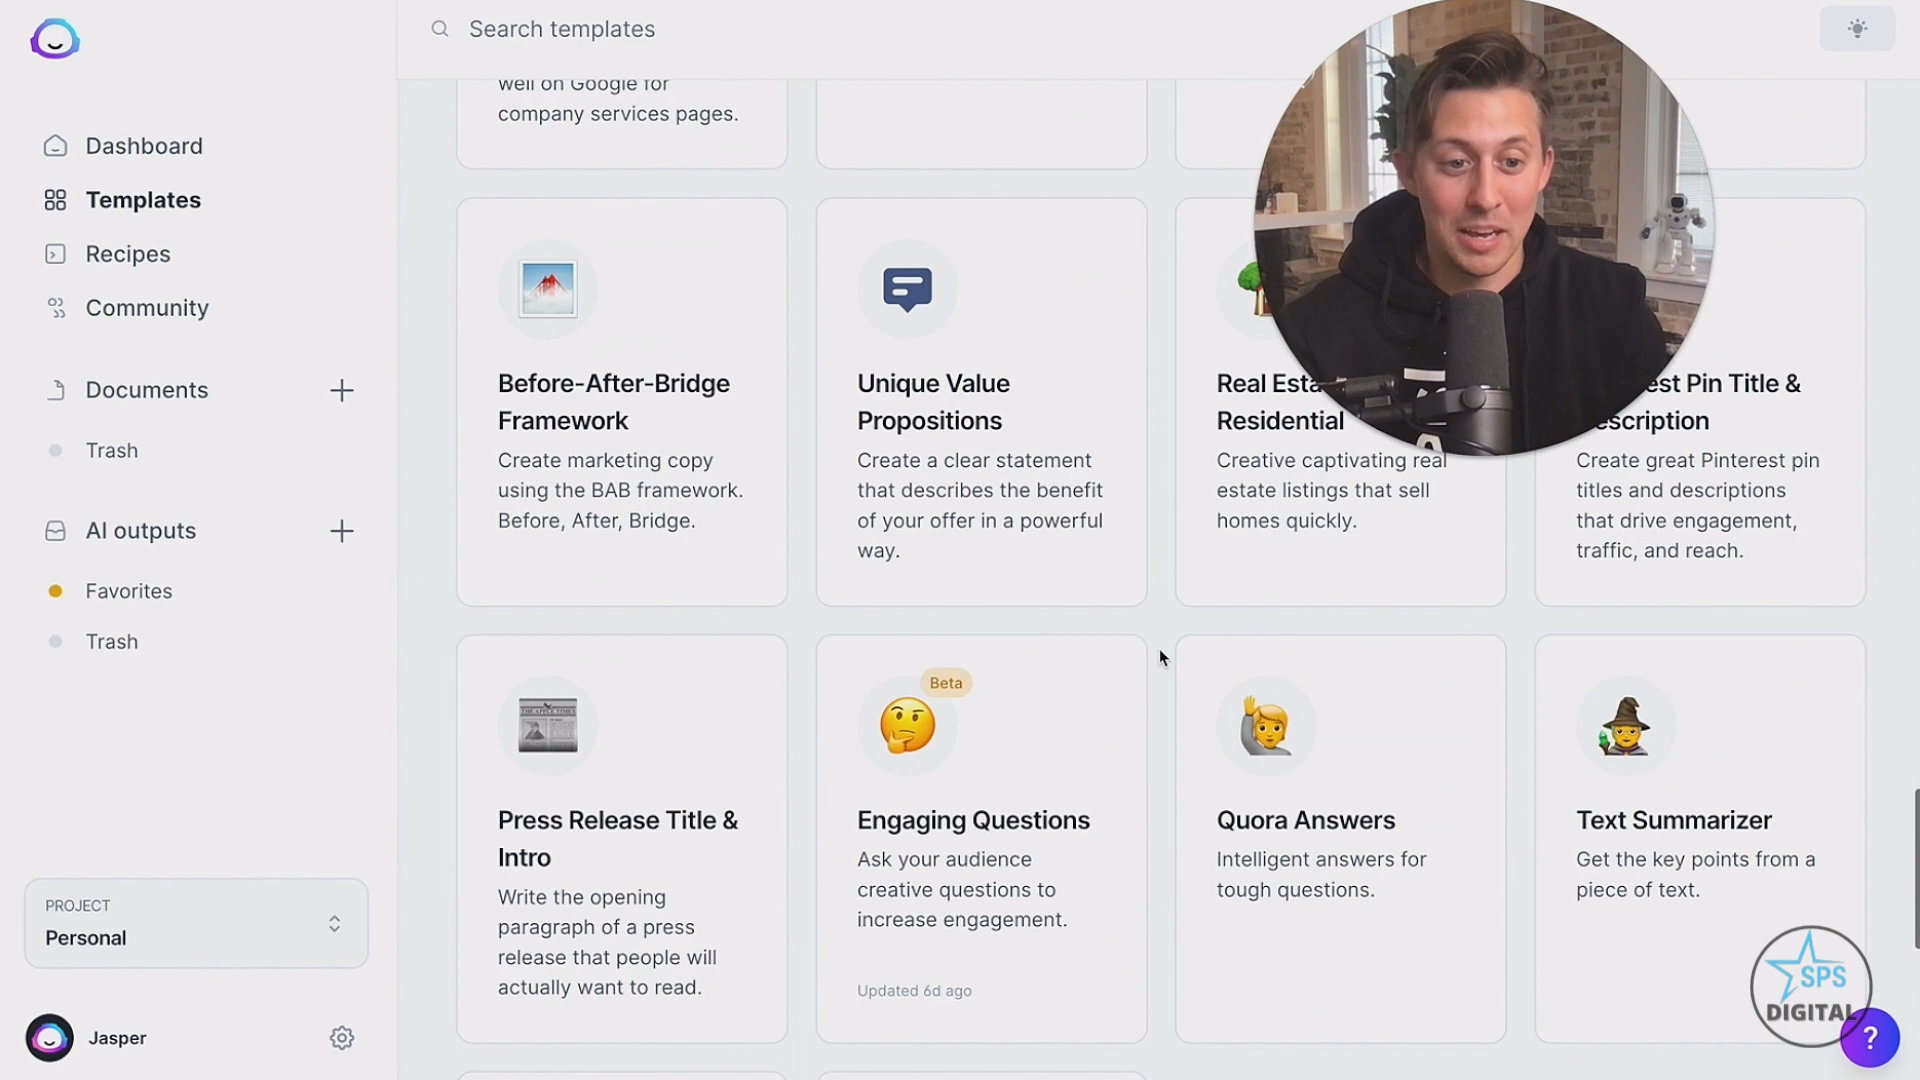 Search templates
Dashboard
Templates
Recipes
Community
Documents
Trash
AI outputs
Favorites
Trash
PROJECT
Personal
Jasper
well on Google for
company services pages.
Before-After-Bridge
Framework
Create marketing copy
using the BAB framework.
Before, After, Bridge.
Unique Value
Propositions
Create a clear statement
that describes the benefit
of your offer in a powerful
way.
Real Esta
Residential
Creative captivating real
estate listings that sell
homes quickly.
est Pin Title &
escription
Create great Pinterest pin
titles and descriptions
that drive engagement,
traffic, and reach.
THE APPLE TIMES
Press Release Title &
Intro
Write the opening
paragraph of a press
release that people will
actually want to read.
Beta
Engaging Questions
Ask your audience
creative questions to
increase engagement.
Updated 6d ago
Quora Answers
Intelligent answers for
tough questions.
Text Summarizer
Get the key points from a
piece of text.
SPS
DIGITAL
?